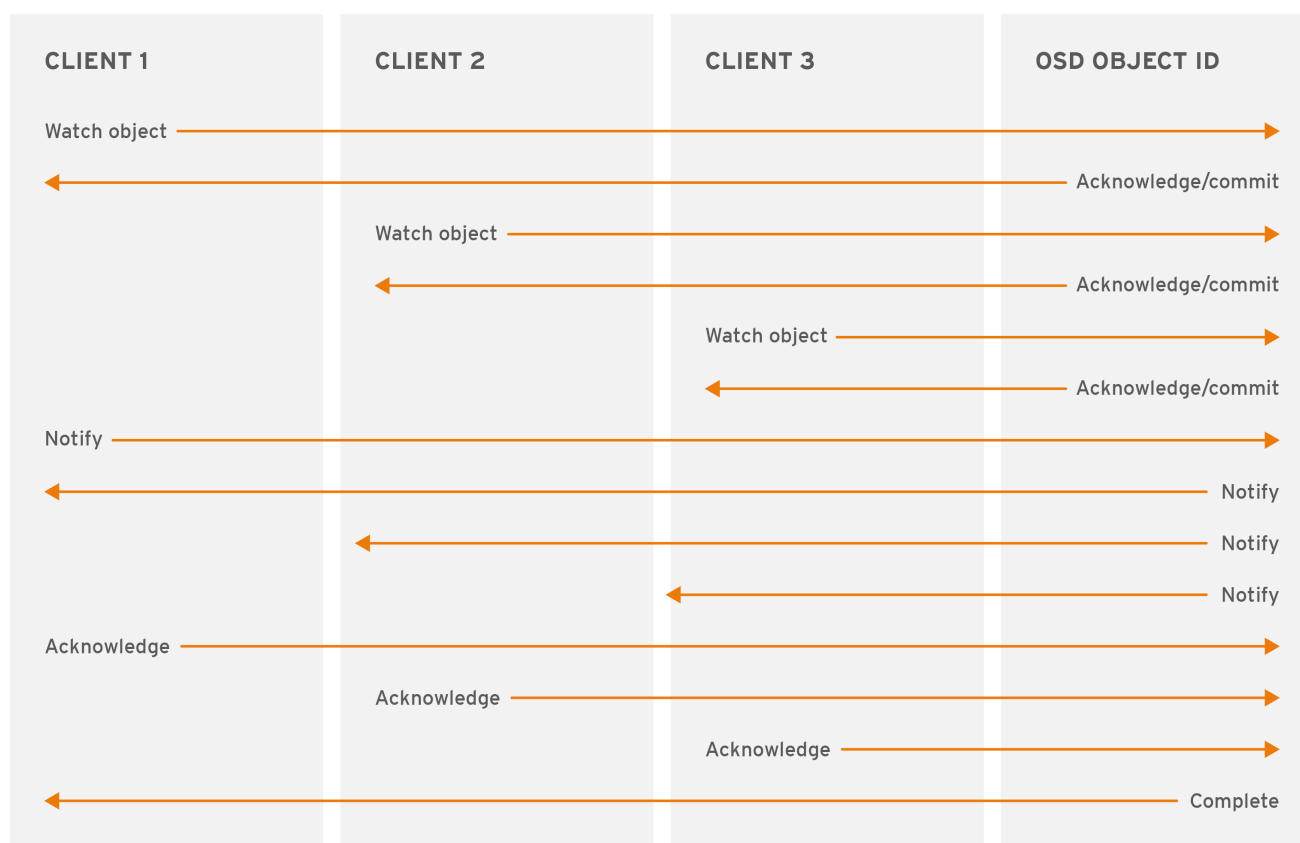 CLIENT 1
CLIENT 2
CLIENT 3
OSD OBJECT ID
Watch object
Acknowledge/commit
Watch object
Acknowledge/commit
Watch object
Acknowledge/commit
Notify
Notify
Notify
Notify
Acknowledge
Acknowledge
Acknowledge
Complete